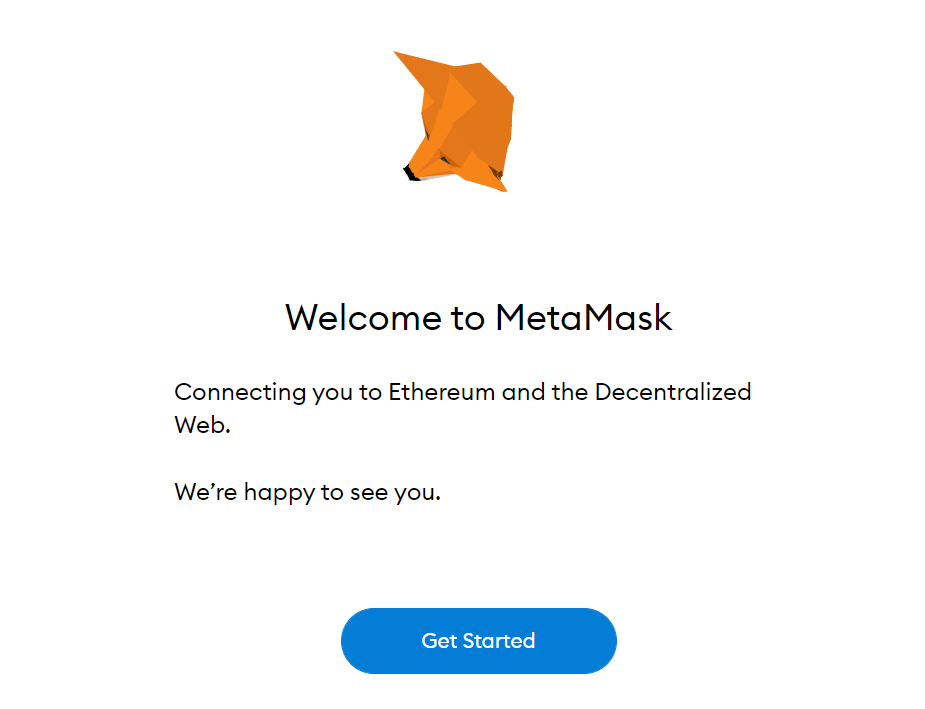 Welcome to MetaMask
Connecting you to Ethereum and the Decentralized
Web.
We’re happy to see you.
Get Started